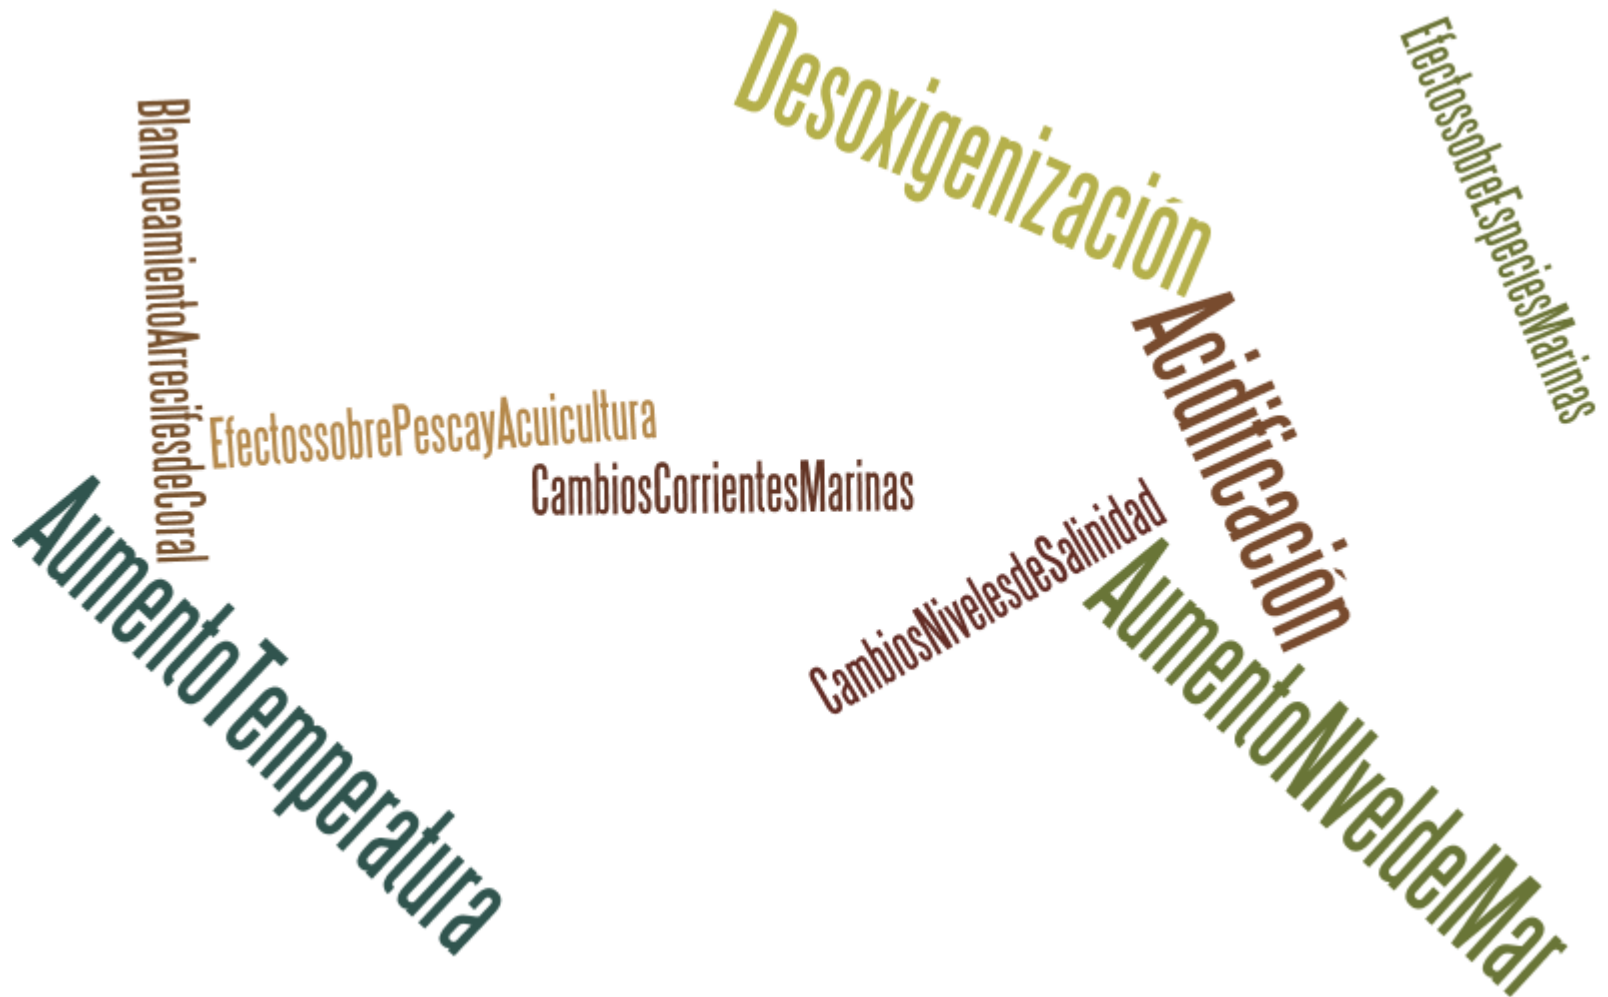 Desoxigenización
EfectossobreEspeciesMarinas
BlanqueamientoArrecifesdeCoral
Acidificación
EfectossobrePescayAcuicultura
CambiosCorrientesMarinas
CambiosNivelesdeSalinidad
AumentoTemperatura
AumentoNIveldelMar